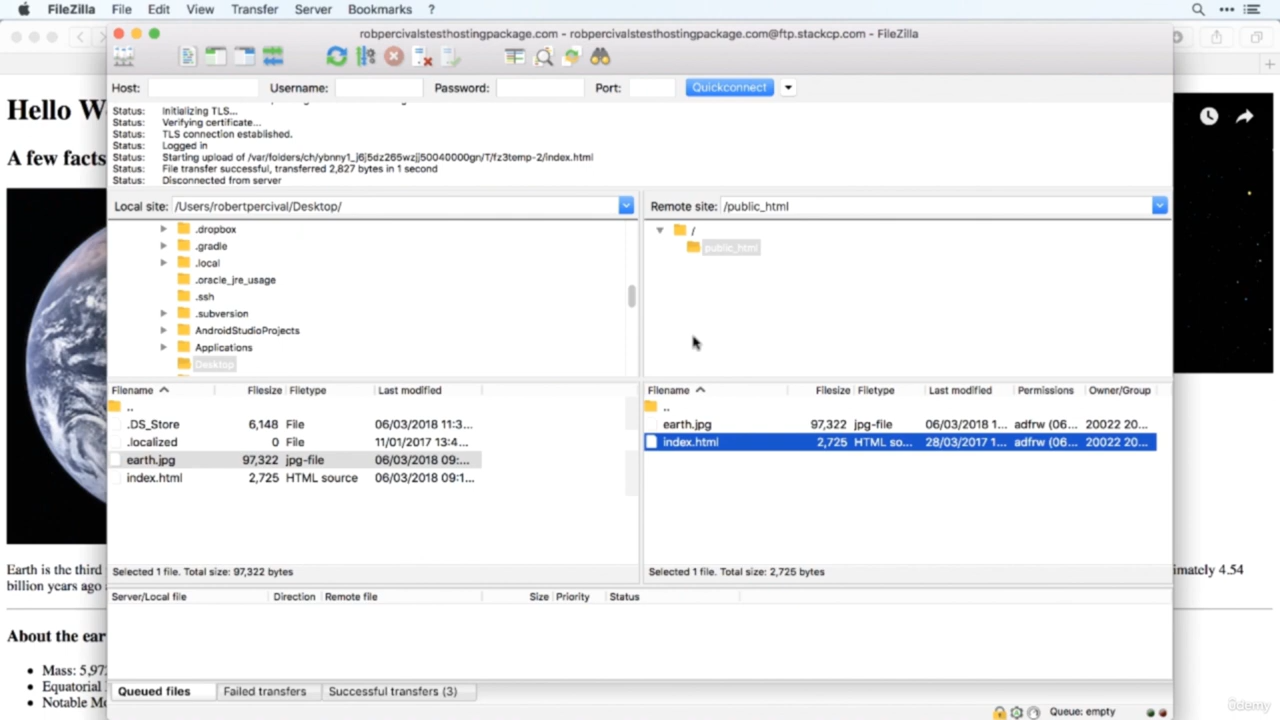 FileZilla File Edit View Transfer Server Bookmarks ?
robpercivalstesthostingpackage.com - robpercivalstesthostingpackage.com@ftp.stackcp.com - FileZilla
Host: Username: Password: Port: Quickconnect
Status: Initializing TLS...
Status: Verifying certificate...
Status: TLS connection established.
Status: Logged in
Status: Starting upload of /var/folders/ch/ybnny1_j6j5dz265wzjj50040000gn/T/fz3temp-2/index.html
Status: File transfer successful, transferred 2,827 bytes in 1 second
Status: Disconnected from server
Local site: /Users/robertpercival/Desktop/
Remote site: /public_html
.dropbox
.gradle
.local
.oracle_jre_usage
.ssh
.subversion
AndroidStudioProjects
Applications
Desktop
/
public_html
Filename Filesize Filetype Last modified
..
.DS_Store 6,148 File 06/03/2018 11:3...
.localized 0 File 11/01/2017 13:4...
earth.jpg 97,322 jpg-file 06/03/2018 09:...
index.html 2,725 HTML source 06/03/2018 09:1...
Selected 1 file. Total size: 97,322 bytes
Filename Filesize Filetype Last modified Permissions Owner/Group
..
earth.jpg 97,322 jpg-file 06/03/2018 1... adfrw (06... 20022 20...
index.html 2,725 HTML so... 28/03/2017 1... adfrw (06... 20022 20...
Selected 1 file. Total size: 2,725 bytes
Server/Local file Direction Remote file Size Priority Status
Queued files Failed transfers Successful transfers (3)
Queue: empty
Hello W
A few facts
Earth is the third
billion years ago
imately 4.54
About the ear
• Mass: 5,97
• Equatorial
• Notable Mo
ûdemy